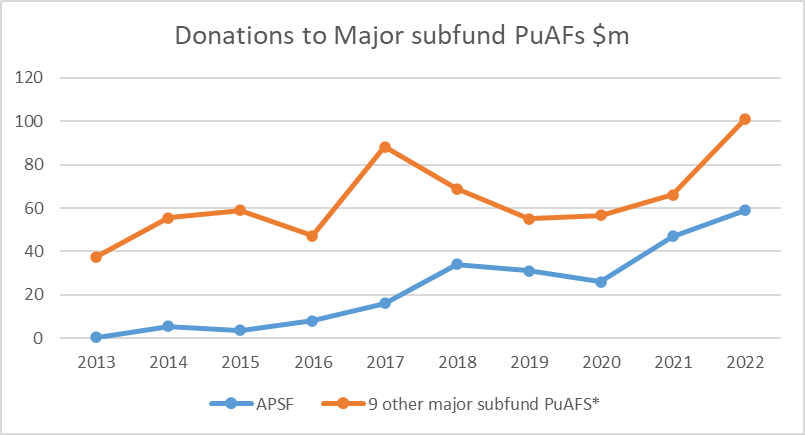 Donations to Major subfund PuAFs $m
120
100
80
60
40
20
0
2013 2014 2015 2016 2017 2018 2019 2020 2021 2022
APSF 9 other major subfund PuAFS*